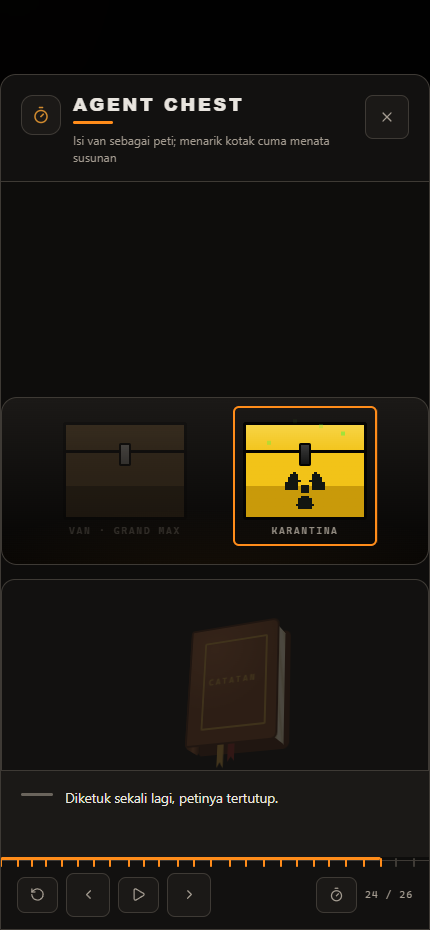 AGENT CHEST
Isi van sebagai peti; menarik kotak cuma menata
susunan
VAN · GRAND MAX
KARANTINA
CATATAN
Diketuk sekali lagi, petinya tertutup.
24 / 26